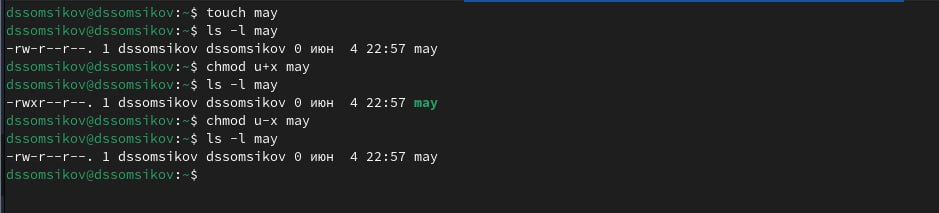 dssomsikov@dssomsikov:~$ touch may
dssomsikov@dssomsikov:~$ ls -l may
-rw-r--r--. 1 dssomsikov dssomsikov 0 июн  4 22:57 may
dssomsikov@dssomsikov:~$ chmod u+x may
dssomsikov@dssomsikov:~$ ls -l may
-rwxr--r--. 1 dssomsikov dssomsikov 0 июн  4 22:57 may
dssomsikov@dssomsikov:~$ chmod u-x may
dssomsikov@dssomsikov:~$ ls -l may
-rw-r--r--. 1 dssomsikov dssomsikov 0 июн  4 22:57 may
dssomsikov@dssomsikov:~$